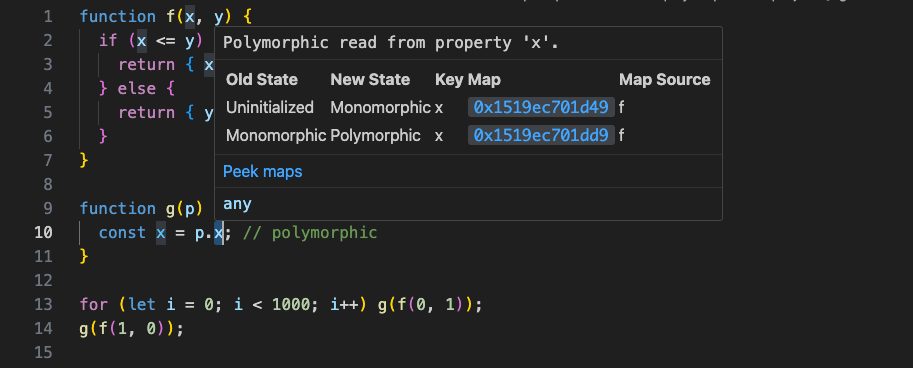 1 function f(x, y) {
2 if (x <= y)
3 return { x
4 } else {
5 return { y
6 }
7 }
8
9 function g(p)
10 const x = p.x; // polymorphic
11 }
12
13 for (let i = 0; i < 1000; i++) g(f(0, 1));
14 g(f(1, 0));
15
Polymorphic read from property 'x'.
Old State New State Key Map Map Source
Uninitialized Monomorphic x 0x1519ec701d49 f
Monomorphic Polymorphic x 0x1519ec701dd9 f
Peek maps
any